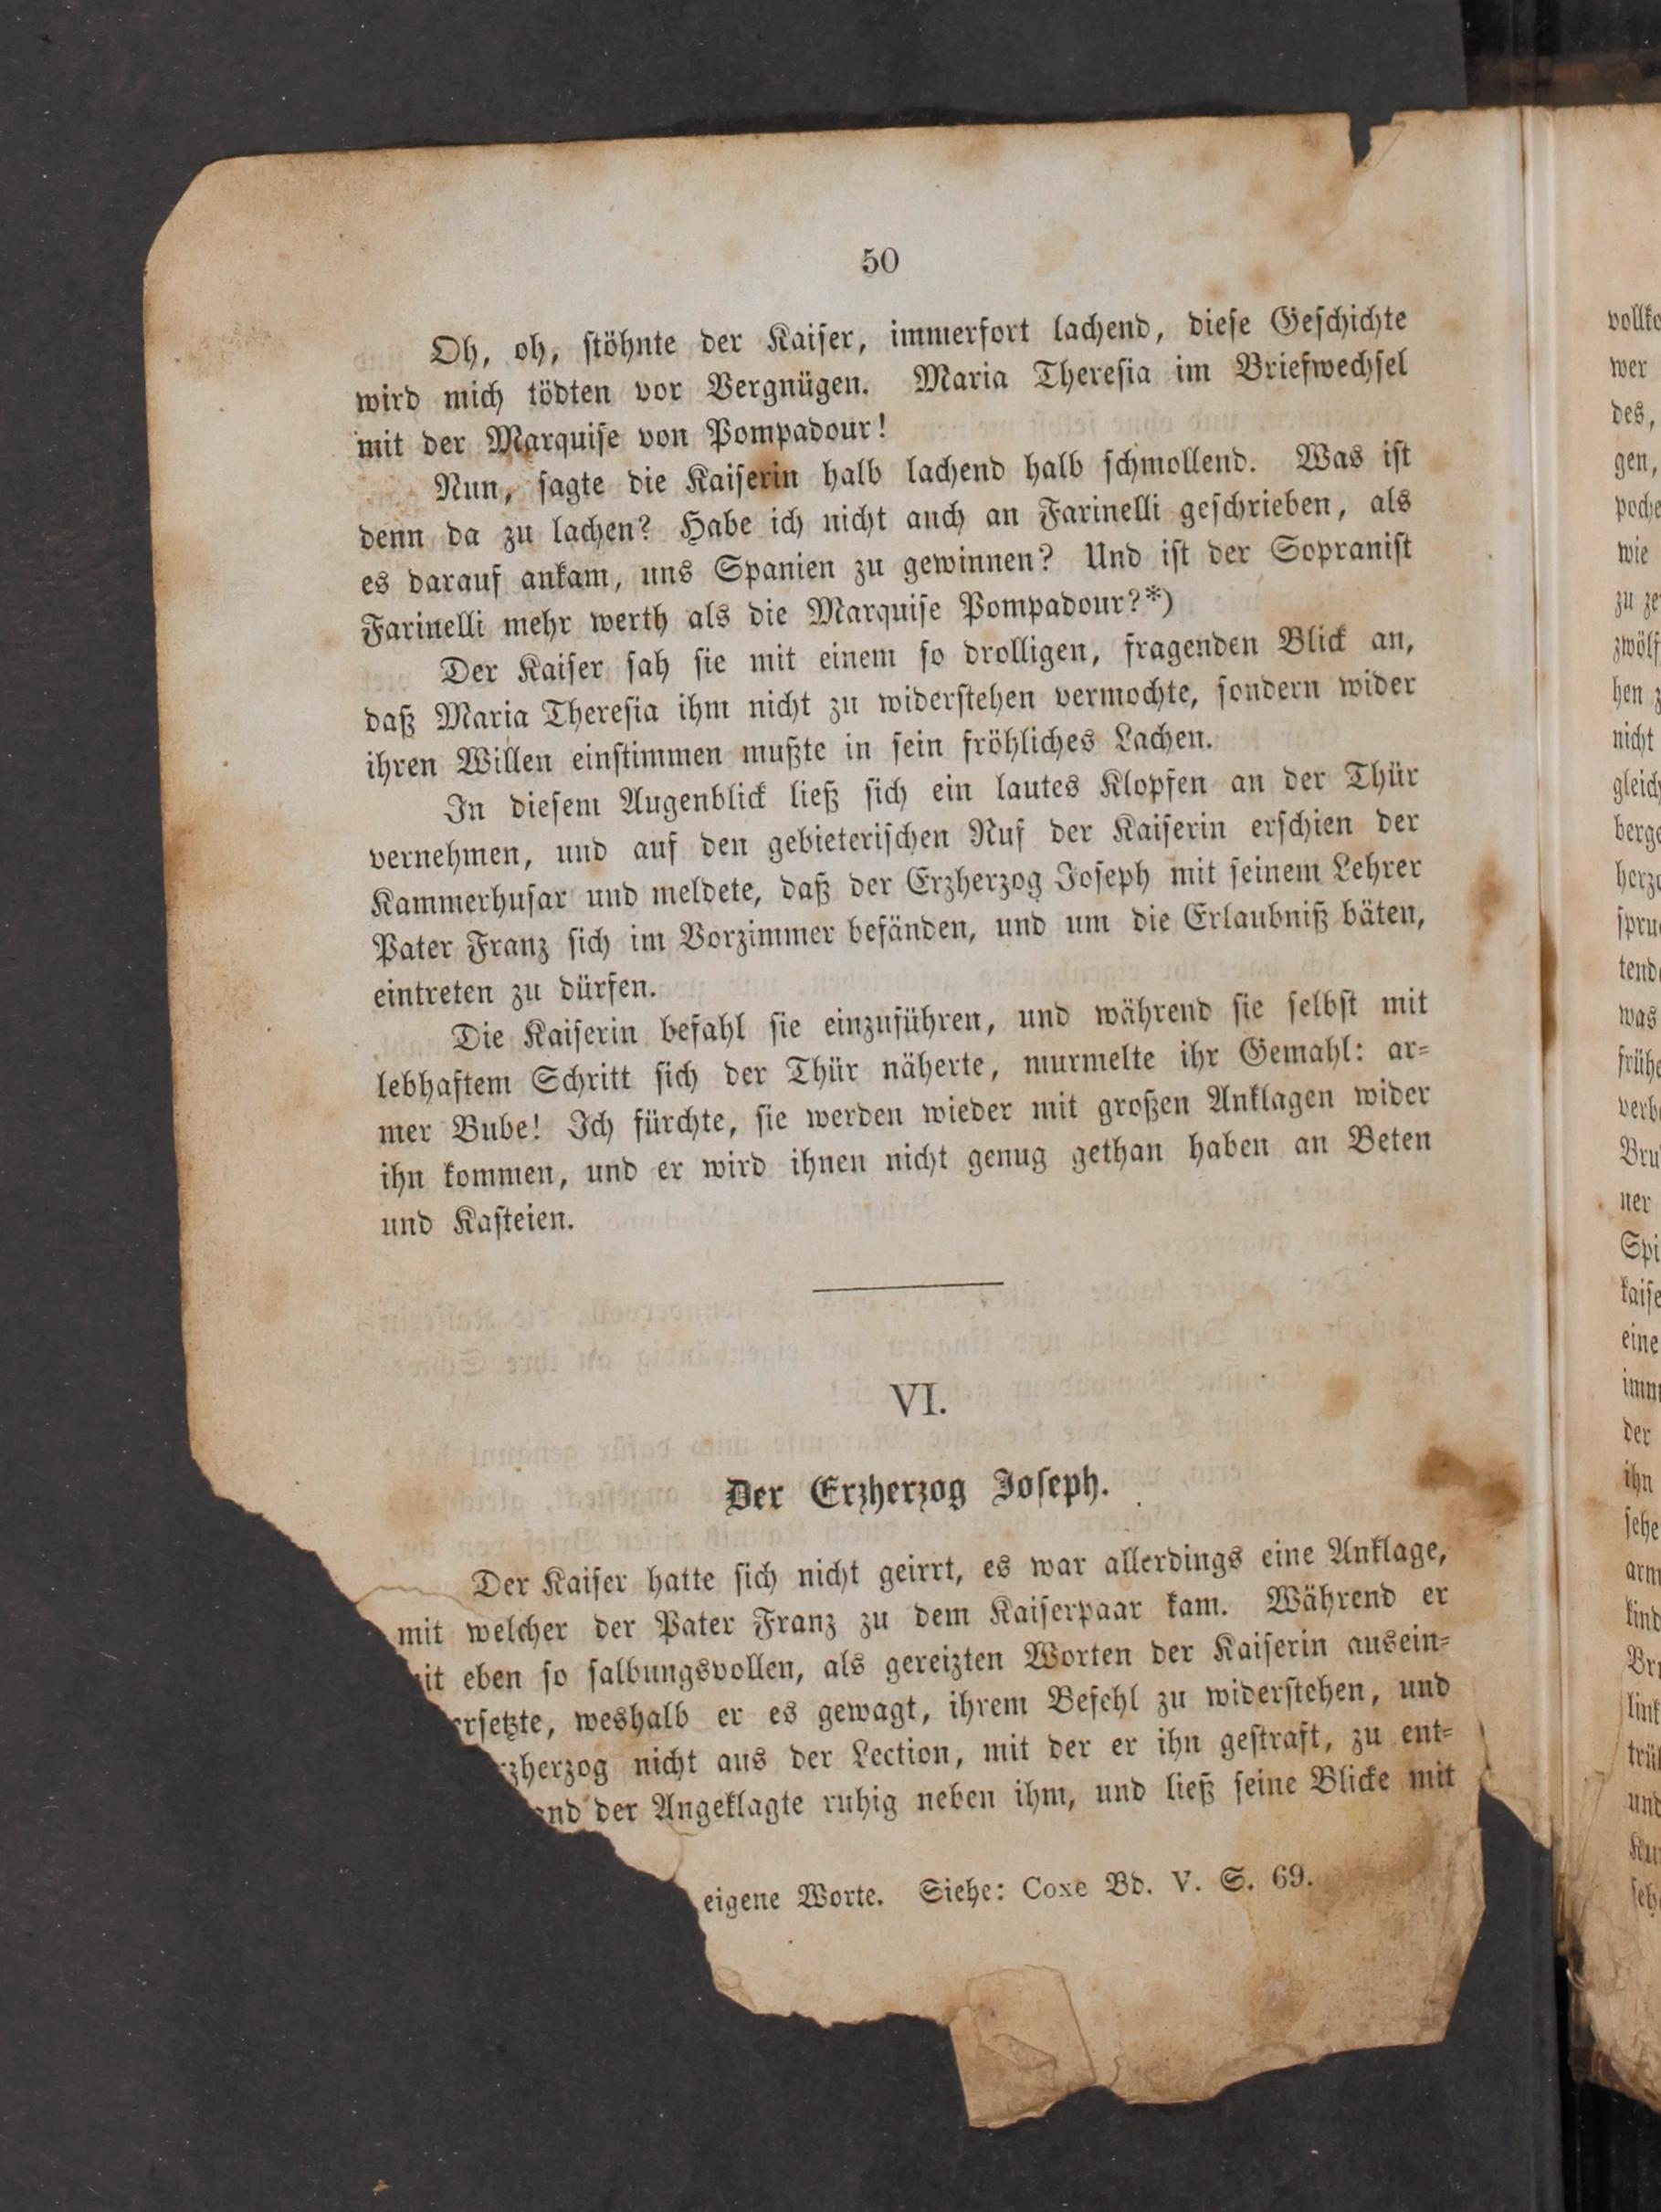 50
Oh, oh, stöhnte der Kaiser, immerfort lachend, diese Geschichte
wird mich tödten vor Vergnügen. Maria Theresia im Briefwechsel
mit der Marquise von Pompadour!
Nun, sagte die Kaiserin halb lachend halb schmollend. Was ist
denn da zu lachen? Habe ich nicht auch an Farinelli geschrieben, als
es darauf ankam, uns Spanien zu gewinnen? Und ist der Sopranist
Farinelli mehr werth als die Marquise Pompadour?*)
Der Kaiser sah sie mit einem so drolligen, fragenden Blick an,
daß Maria Theresia ihm nicht zu widerstehen vermochte, sondern wider
ihren Willen einstimmen mußte in sein fröhliches Lachen.
In diesem Augenblick ließ sich ein lautes Klopfen an der Thür
vernehmen, und auf den gebieterischen Ruf der Kaiserin erschien der
Kammerhusar und meldete, daß der Erzherzog Joseph mit seinem Lehrer
Pater Franz sich im Vorzimmer befänden, und um die Erlaubniß bäten,
eintreten zu dürfen.
Die Kaiserin befahl sie einzuführen, und während sie selbst mit
lebhaftem Schritt sich der Thür näherte, murmelte ihr Gemahl: ar-
mer Bube! Ich fürchte, sie werden wieder mit großen Anklagen wider
ihn kommen, und er wird ihnen nicht genug gethan haben an Beten
und Kasteien.
VI.
Der Erzherzog Joseph.
Der Kaiser hatte sich nicht geirrt, es war allerdings eine Anklage,
mit welcher der Pater Franz zu dem Kaiserpaar kam. Während er
it eben so salbungsvollen, als gereizten Worten der Kaiserin ausein-
ersetzte, weshalb er es gewagt, ihrem Befehl zu widerstehen, und
zherzog nicht aus der Lection, mit der er ihn gestraft, zu ent-
and der Angeklagte ruhig neben ihm, und ließ seine Blicke mit
eigene Worte. Siehe: Coxe Bd. V. S. 69.